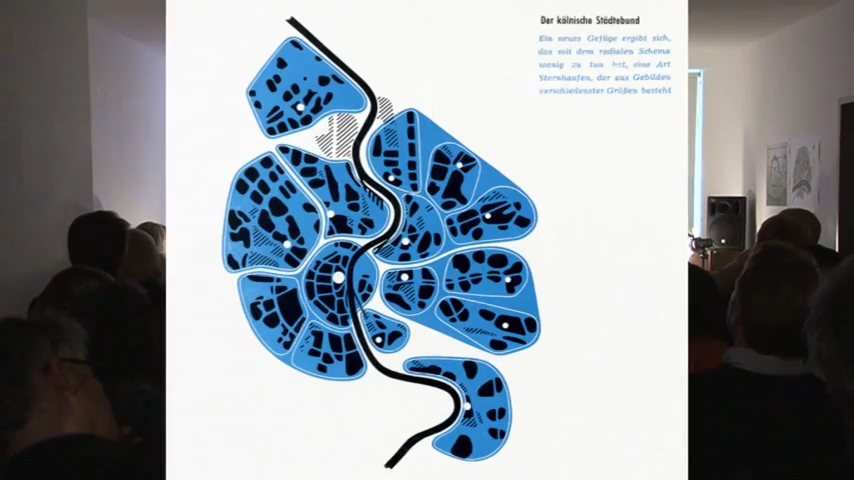 Der kölnische Städtebund
Ein neues Gefüge ergibt sich,
das mit dem radialen Schema
wenig zu tun hat, eine Art
Sternhaufen, der aus Gebilden
verschiedenster Größen besteht